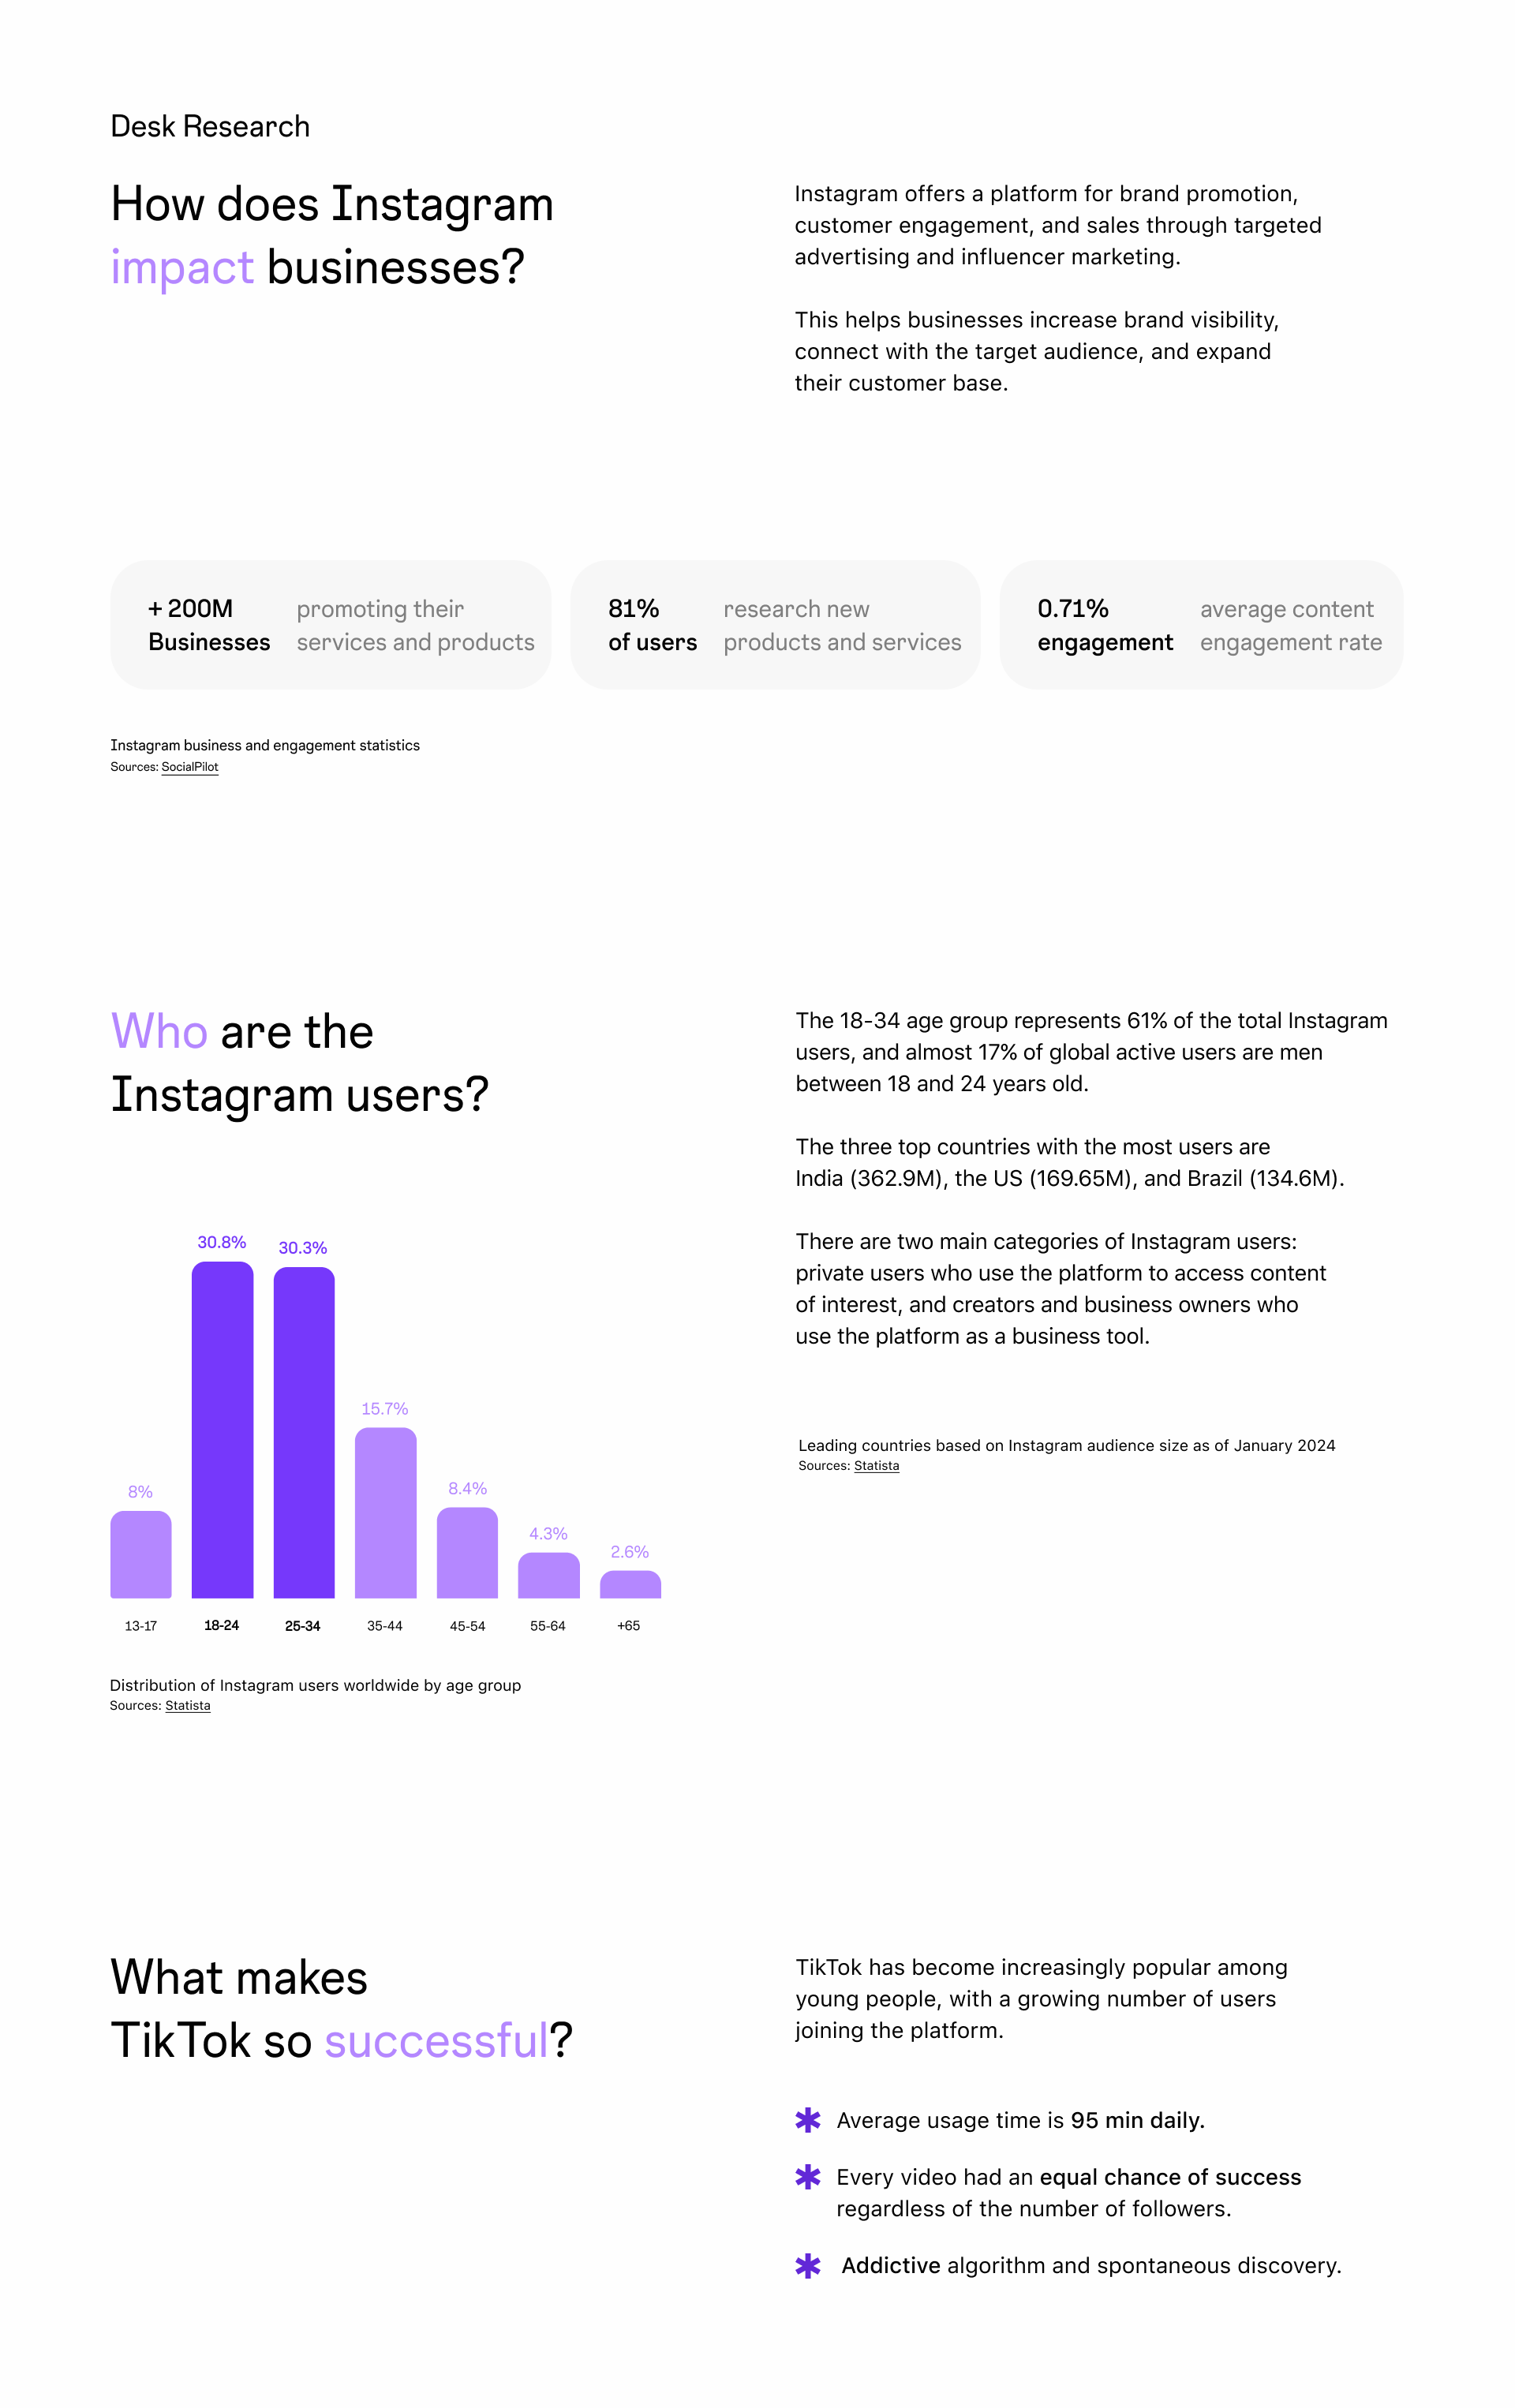 Desk Research
How does Instagram
impact businesses?
Instagram offers a platform for brand promotion,
customer engagement, and sales through targeted
advertising and influencer marketing.
This helps businesses increase brand visibility,
connect with the target audience, and expand
their customer base.
+ 200M
Businesses
promoting their
services and products
81%
of users
research new
products and services
0.71%
engagement
average content
engagement rate
Instagram business and engagement statistics
Sources: SocialPilot
Who are the
Instagram users?
The 18-34 age group represents 61% of the total Instagram
users, and almost 17% of global active users are men
between 18 and 24 years old.
The three top countries with the most users are
India (362.9M), the US (169.65M), and Brazil (134.6M).
There are two main categories of Instagram users:
private users who use the platform to access content
of interest, and creators and business owners who
use the platform as a business tool.
Leading countries based on Instagram audience size as of January 2024
Sources: Statista
30.8%
30.3%
15.7%
8%
8.4%
4.3%
2.6%
13-17
18-24
25-34
35-44
45-54
55-64
+65
Distribution of Instagram users worldwide by age group
Sources: Statista
What makes
TikTok so successful?
TikTok has become increasingly popular among
young people, with a growing number of users
joining the platform.
Average usage time is 95 min daily.
Every video had an equal chance of success
regardless of the number of followers.
Addictive algorithm and spontaneous discovery.